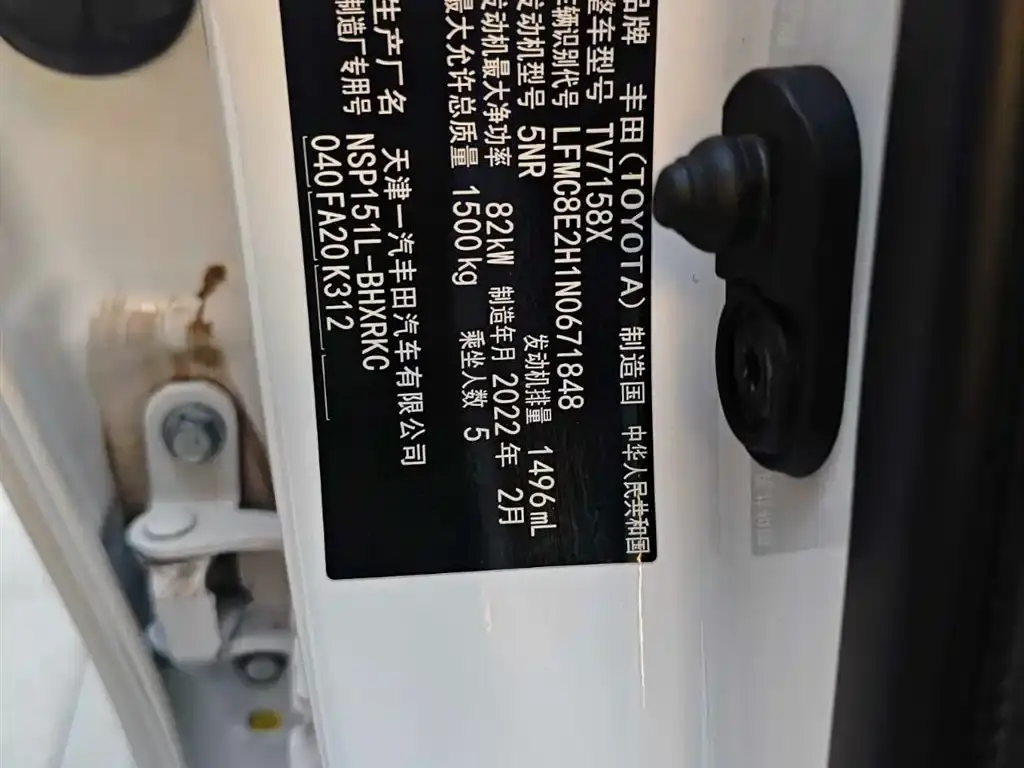 品牌 丰田(TOYOTA) 制造国 中华人民共和国
整车型号 TV7158X
车辆识别代号 LFMC8E2H1N0671848
发动机型号 5NR 发动机排量 1496mL
发动机最大净功率 82kW 制造年月 2022年 2月
最大允许总质量 1500kg 乘坐人数 5
生产厂名 天津一汽丰田汽车有限公司
制造厂专用号 NSP151L-BHXRKC
040FA20K312